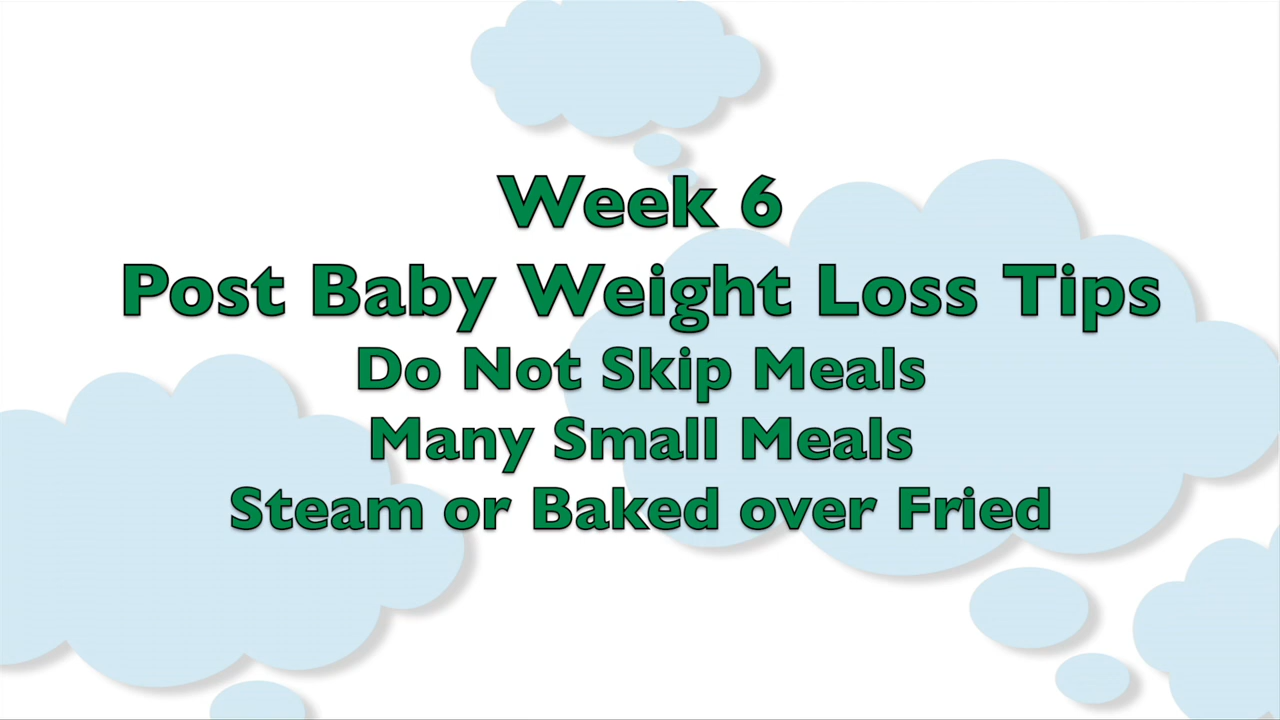 Week 6
Post Baby Weight Loss Tips
Do Not Skip Meals
Many Small Meals
Steam or Baked over Fried